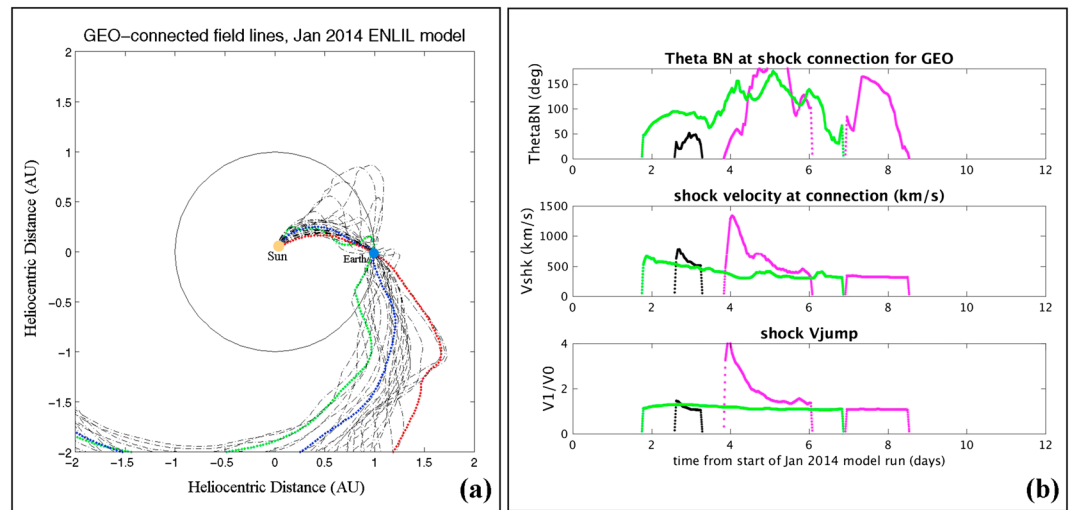 GEO−connected field lines, Jan 2014 ENLIL model
Heliocentric Distance (AU)
2
1.5
1
0.5
0
−0.5
−1
−1.5
−2
Sun
Earth
−2
−1.5
−1
−0.5
0
0.5
1
1.5
2
Heliocentric Distance (AU)
(a)
Theta BN at shock connection for GEO
ThetaBN (deg)
150
100
50
0
0 2 4 6 8 10 12
shock velocity at connection (km/s)
Vshk (km/s)
1500
1000
500
0
0 2 4 6 8 10 12
shock Vjump
V1/V0
4
2
0
0 2 4 6 8 10 12
time from start of Jan 2014 model run (days)
(b)